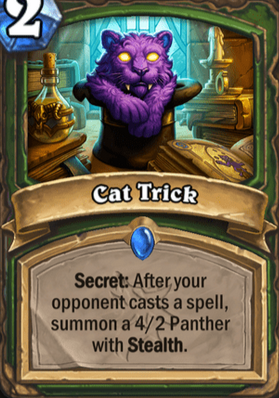 2
Cat Trick
Secret: After your
opponent casts a spell,
summon a 4/2 Panther
with Stealth.